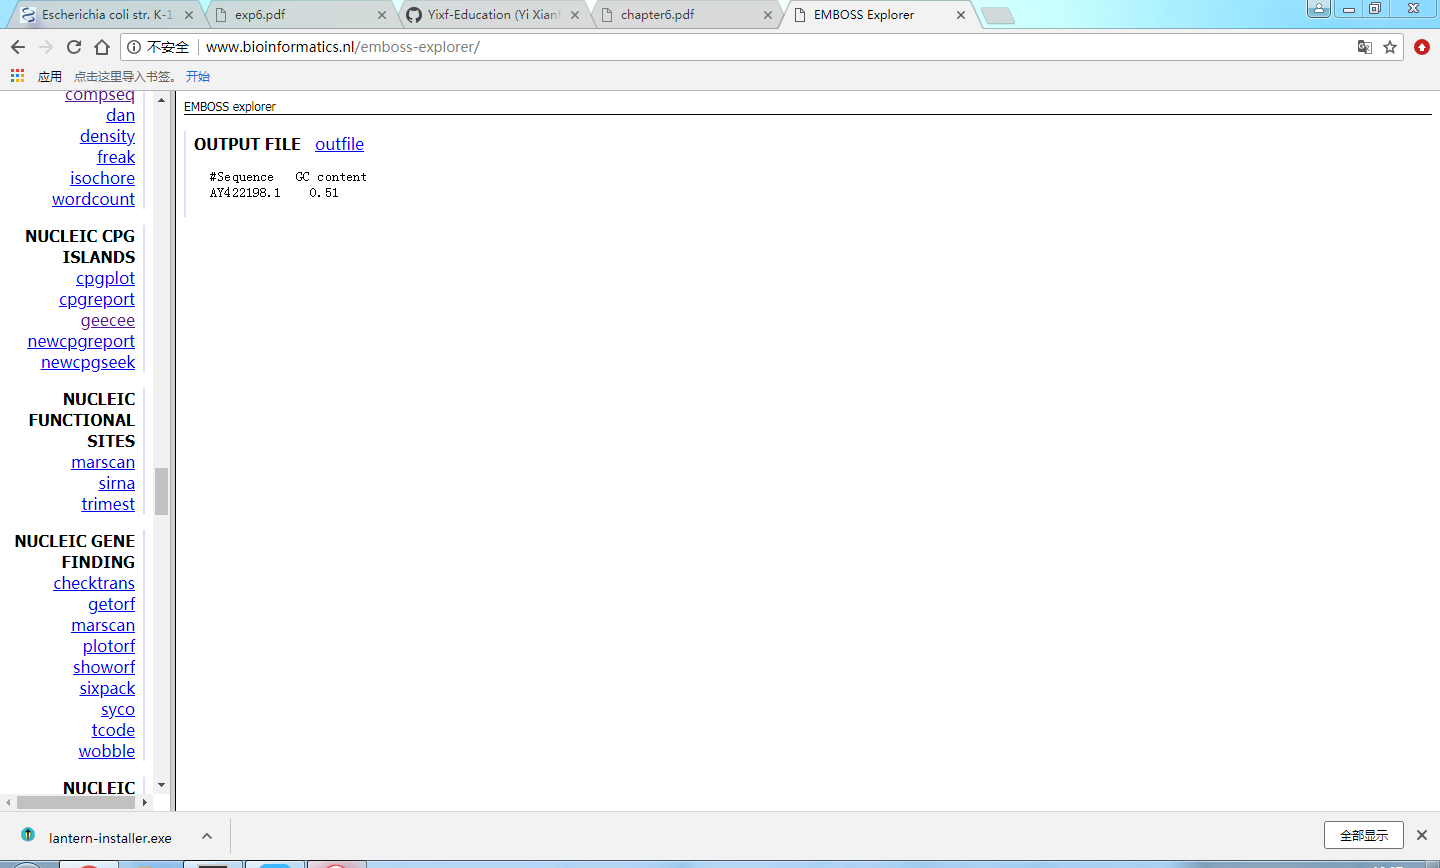 Escherichia coli str. K-1
exp6.pdf
Yixf-Education (Yi Xianf
chapter6.pdf
EMBOSS Explorer
不安全 www.bioinformatics.nl/emboss-explorer/
应用 点击这里导入书签。 开始
compseq
dan
density
freak
isochore
wordcount
NUCLEIC CPG
ISLANDS
cpgplot
cpgreport
geecee
newcpgreport
newcpgseek
NUCLEIC
FUNCTIONAL
SITES
marscan
sirna
trimest
NUCLEIC GENE
FINDING
checktrans
getorf
marscan
plotorf
showorf
sixpack
syco
tcode
wobble
NUCLEIC
EMBOSS explorer
OUTPUT FILE outfile
#Sequence GC content
AY422198.1 0.51
lantern-installer.exe
全部显示